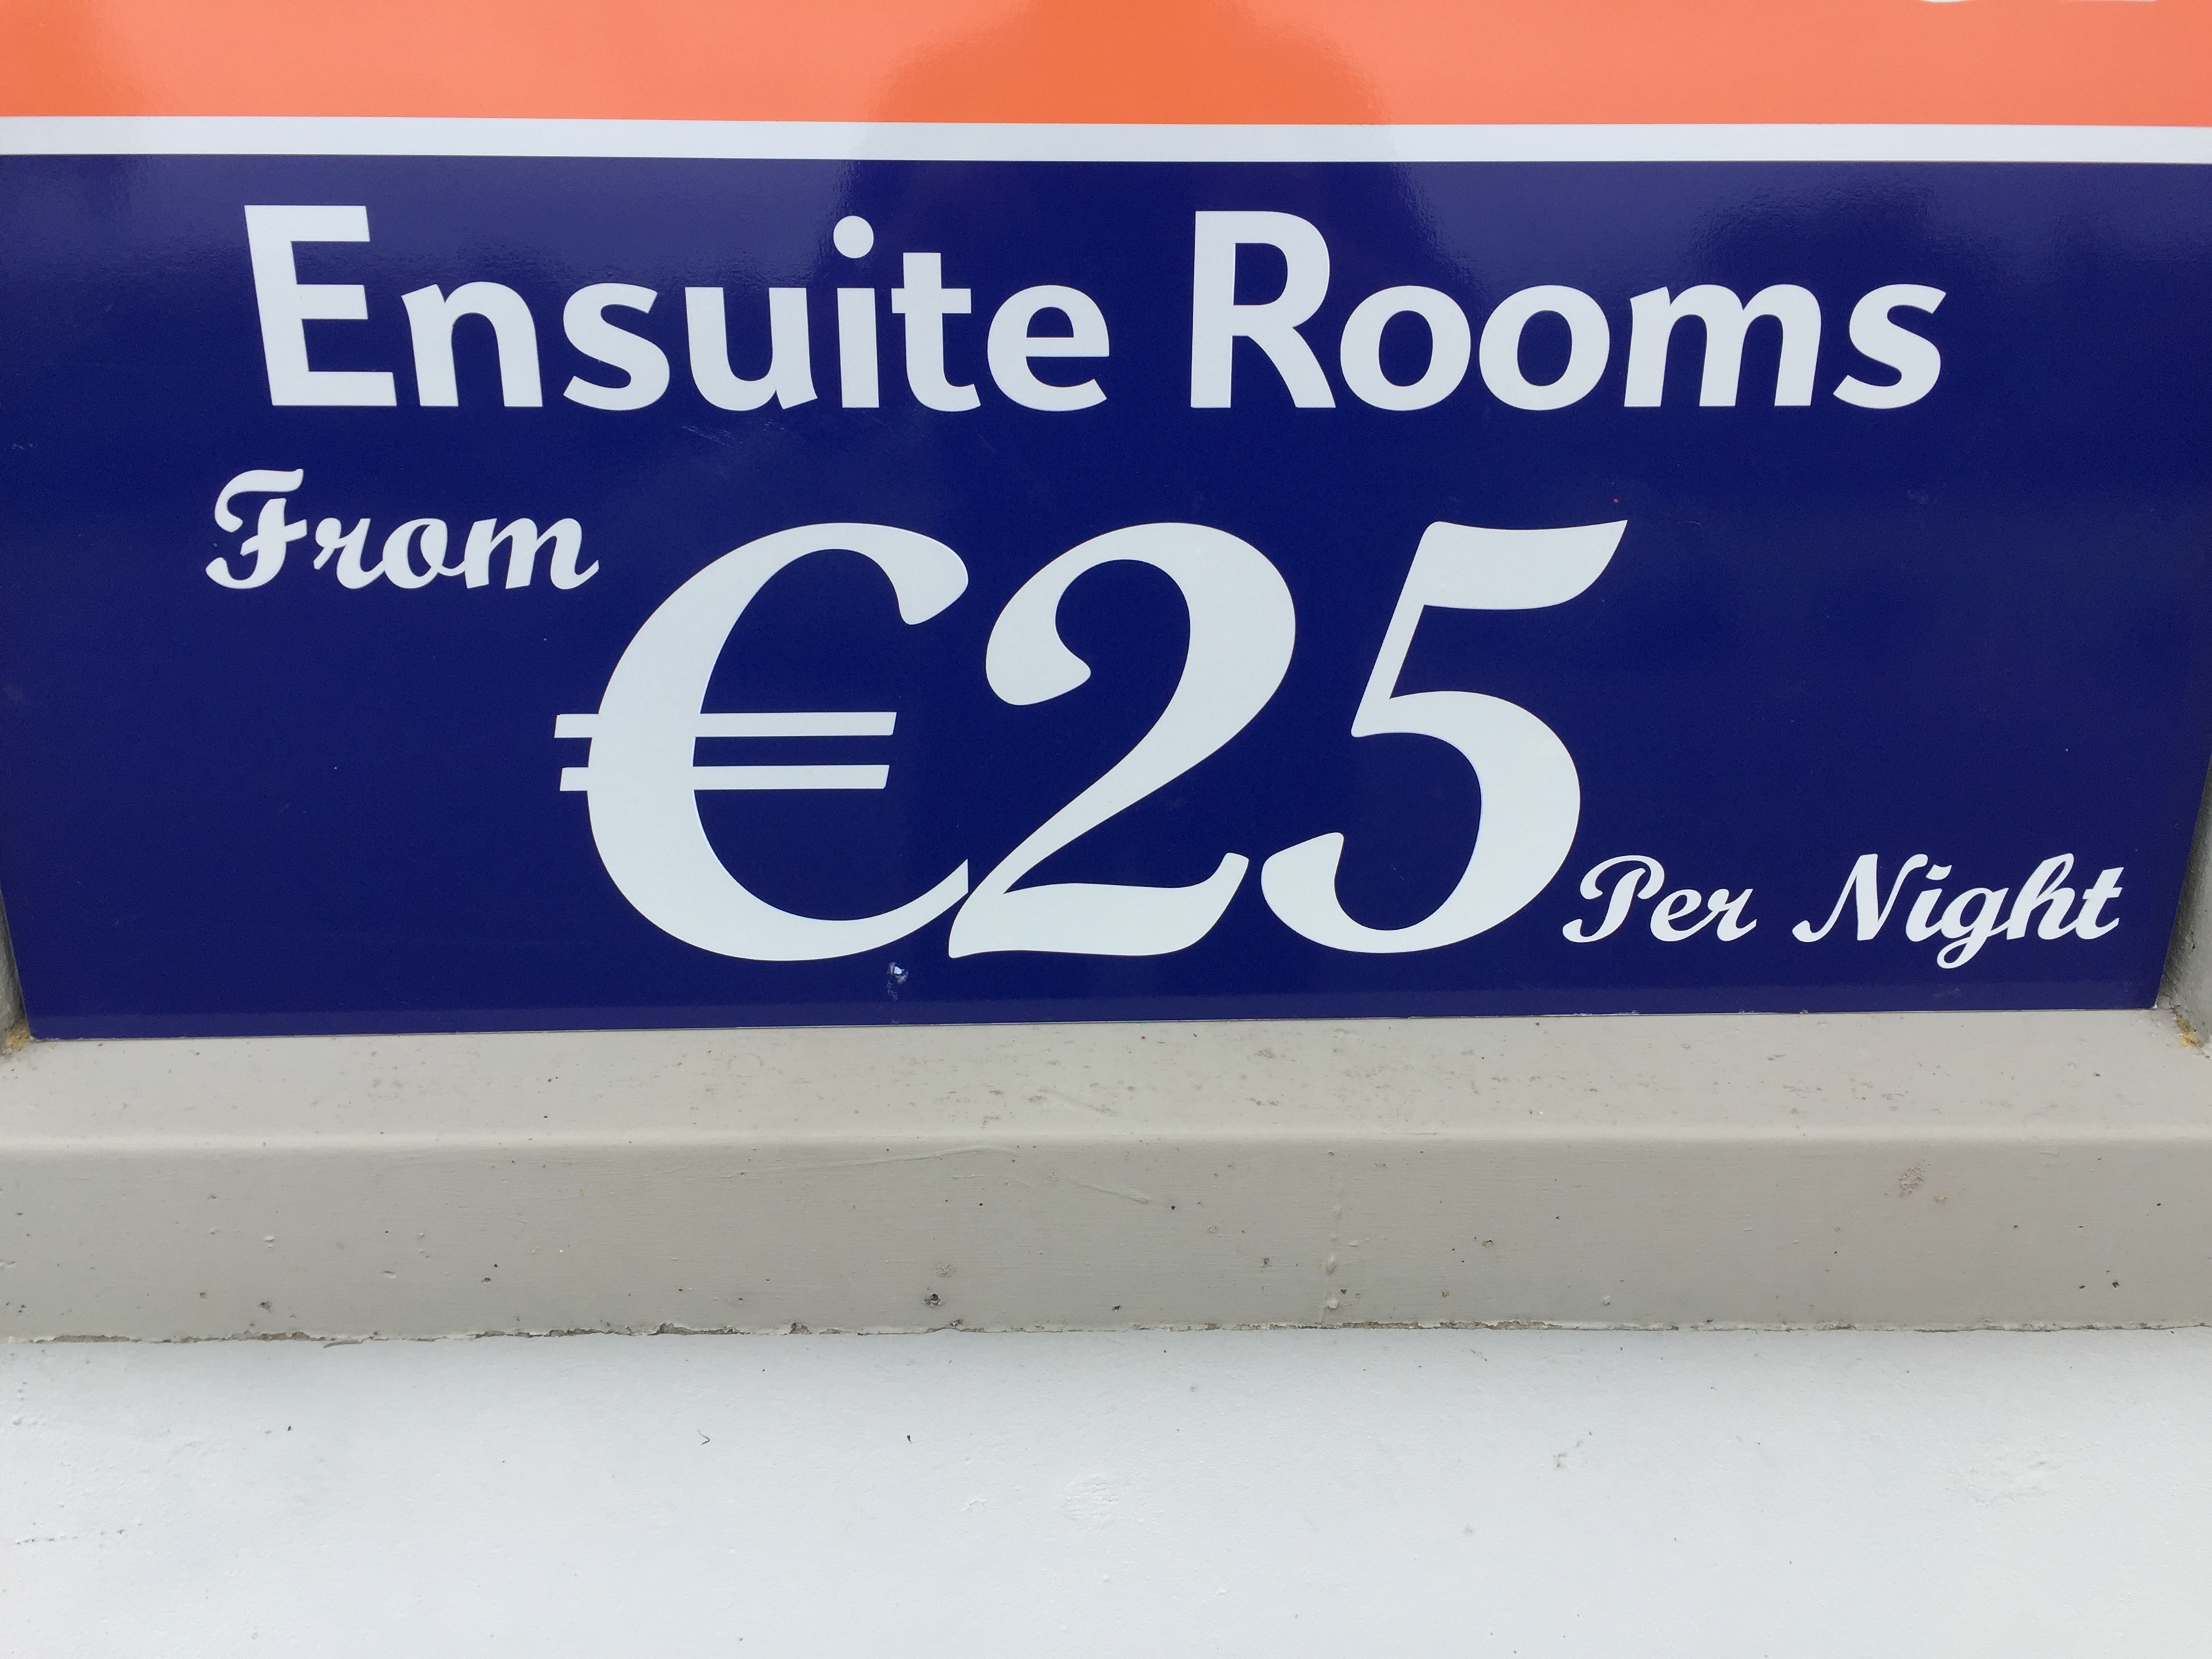 Ensuite Rooms
From
€25 Per Night